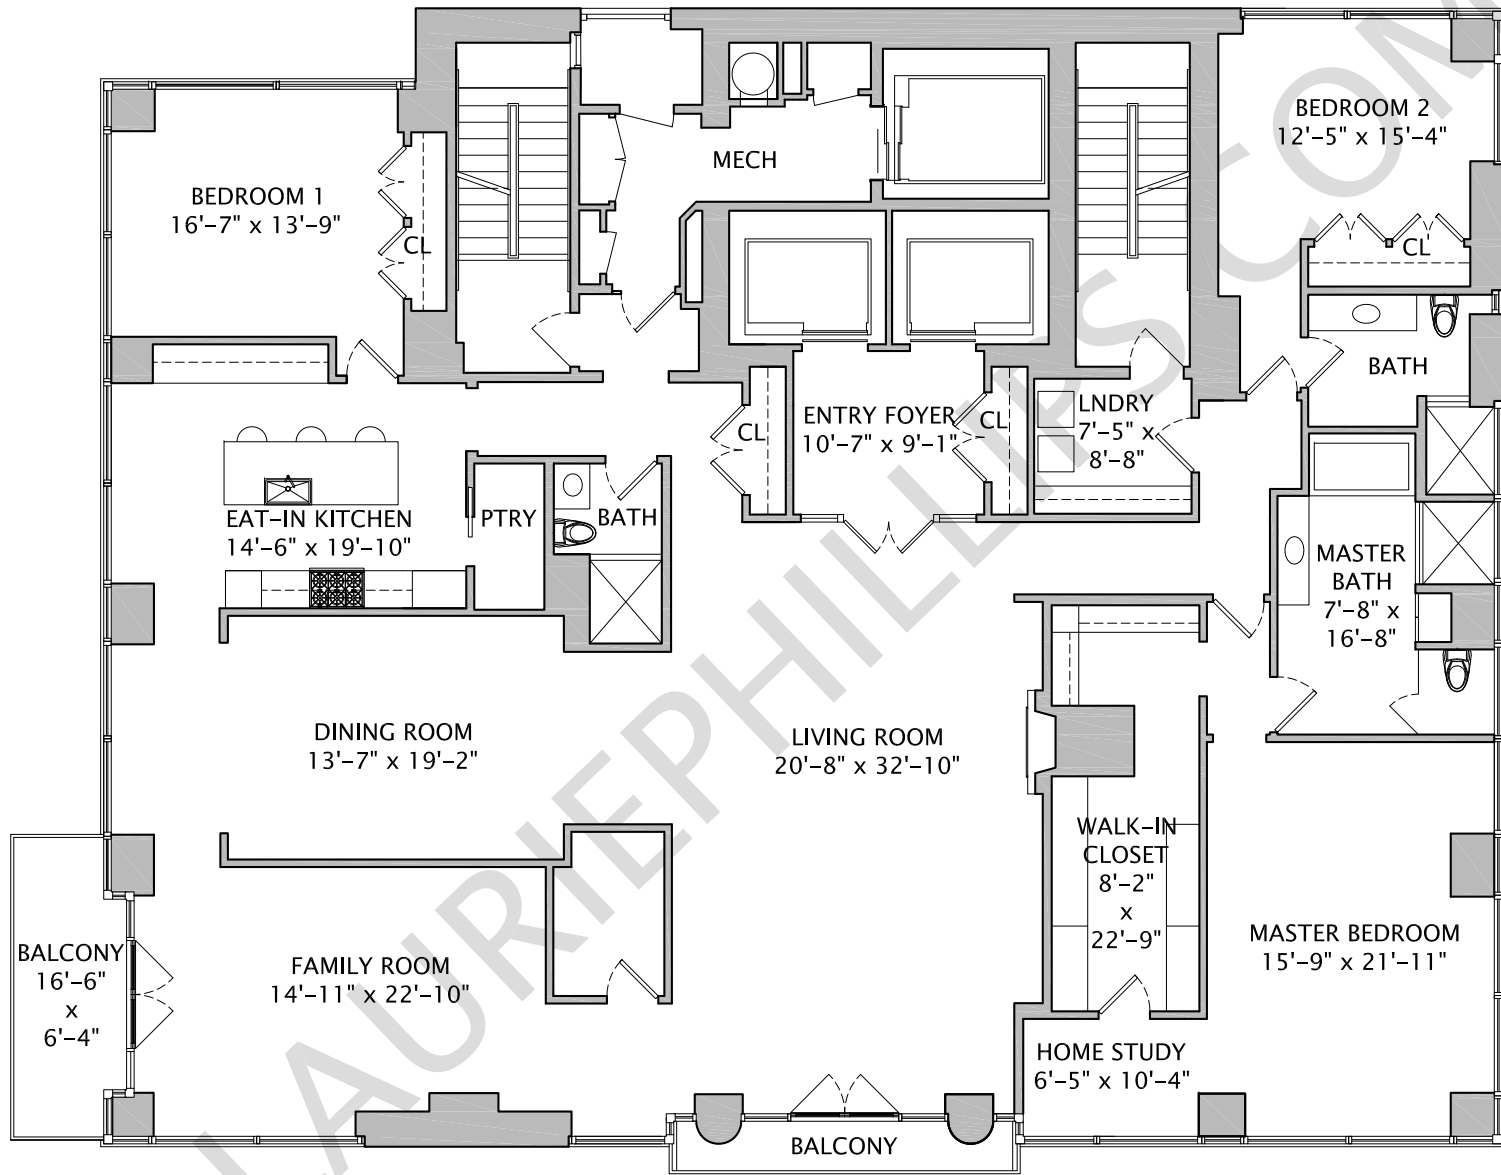 BEDROOM 2
12'-5" x 15'-4"
MECH
BEDROOM 1
16'-7" x 13'-9"
CL
CL
BATH
ENTRY FOYER
10'-7" x 9'-1"
CL
CL
LNDRY
7'-5" x
8'-8"
EAT-IN KITCHEN
14'-6" x 19'-10"
PTRY
BATH
MASTER
BATH
7'-8" x
16'-8"
DINING ROOM
13'-7" x 19'-2"
LIVING ROOM
20'-8" x 32'-10"
WALK-IN
CLOSET
8'-2"
x
22'-9"
BALCONY
16'-6"
x
6'-4"
FAMILY ROOM
14'-11" x 22'-10"
MASTER BEDROOM
15'-9" x 21'-11"
HOME STUDY
6'-5" x 10'-4"
BALCONY
LAURIEPHILLIPS.COM